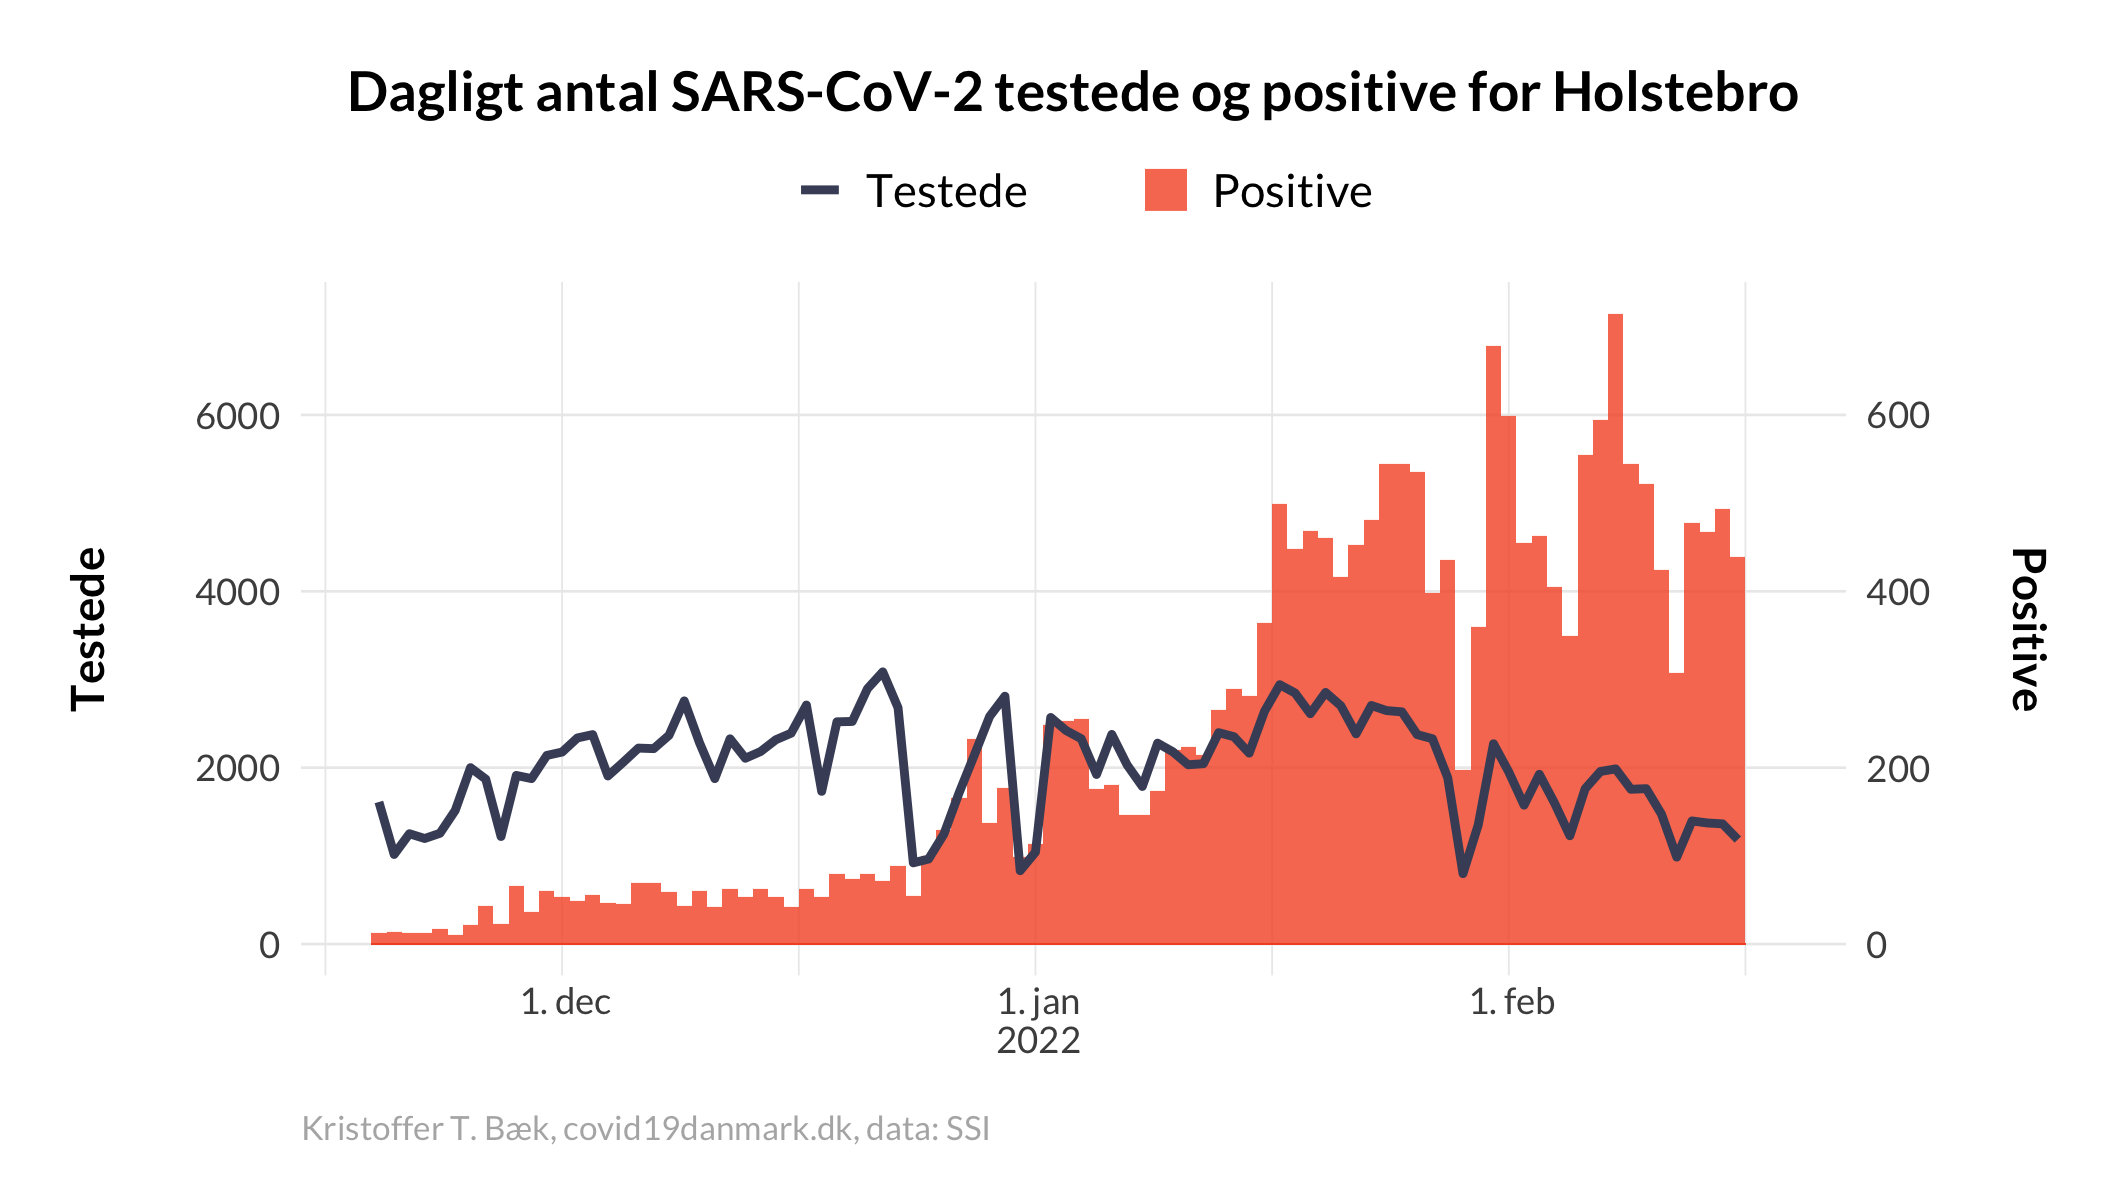 Dagligt antal SARS-CoV-2 testede og positive for Holstebro
Testede
Positive
6000
4000
2000
0
Testede
600
400
200
0
Positive
1. dec
1. jan
2022
1. feb
Kristoffer T. Bæk, covid19danmark.dk, data: SSI